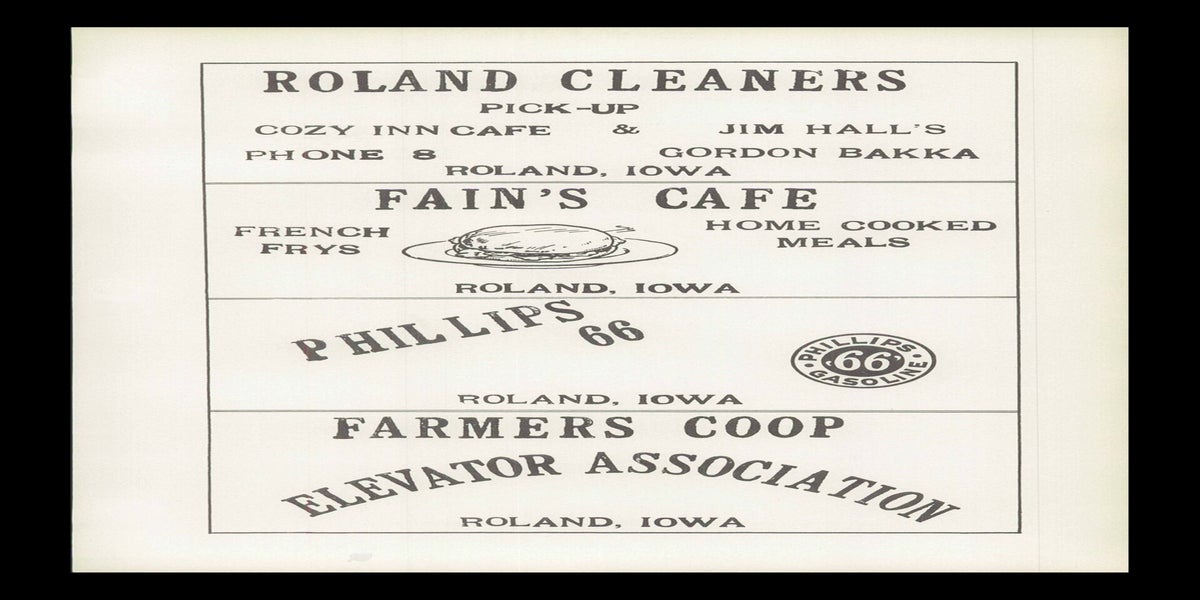 ROLAND CLEANERS
PICK-UP
COZY INN CAFE & JIM HALL'S
PHONE 8 GORDON BAKKA
ROLAND, IOWA
FAIN'S CAFE
FRENCH FRYS
HOME COOKED MEALS
ROLAND, IOWA
PHILLIPS 66
PHILLIPS
66
GASOLINE
ROLAND, IOWA
FARMERS COOP
ELEVATOR ASSOCIATION
ROLAND, IOWA